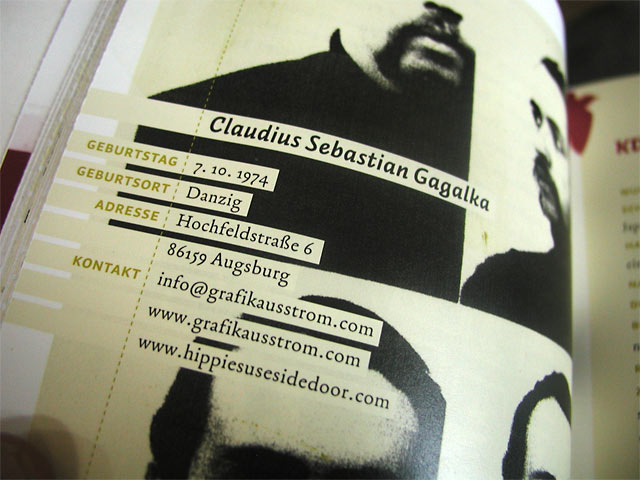 Claudius Sebastian Gagalka
GEBURTSTAG 7. 10. 1974
GEBURTSORT Danzig
ADRESSE Hochfeldstraße 6
86159 Augsburg
KONTAKT info@grafikausstrom.com
www.grafikausstrom.com
www.hippiesusesidedoor.com